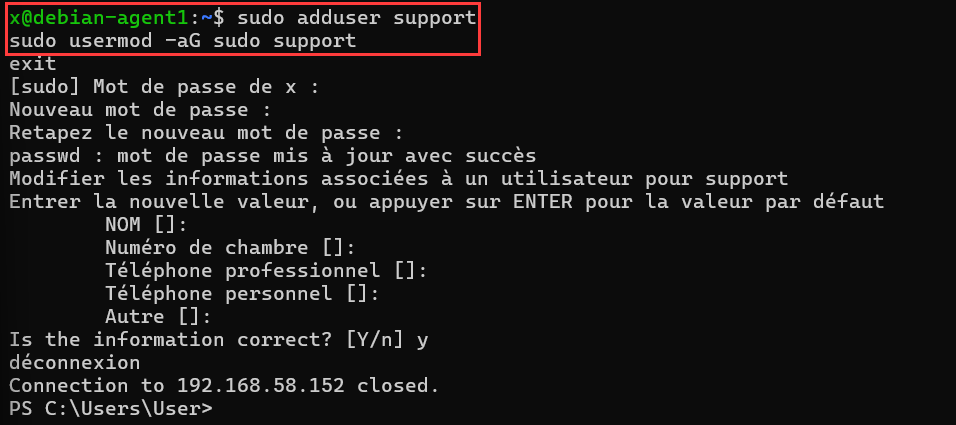 x@debian-agent1:~$ sudo adduser support
sudo usermod -aG sudo support
exit
[sudo] Mot de passe de x :
Nouveau mot de passe :
Retapez le nouveau mot de passe :
passwd : mot de passe mis à jour avec succès
Modifier les informations associées à un utilisateur pour support
Entrer la nouvelle valeur, ou appuyer sur ENTER pour la valeur par défaut
        NOM []:
        Numéro de chambre []:
        Téléphone professionnel []:
        Téléphone personnel []:
        Autre []:
Is the information correct? [Y/n] y
déconnexion
Connection to 192.168.58.152 closed.
PS C:\Users\User>